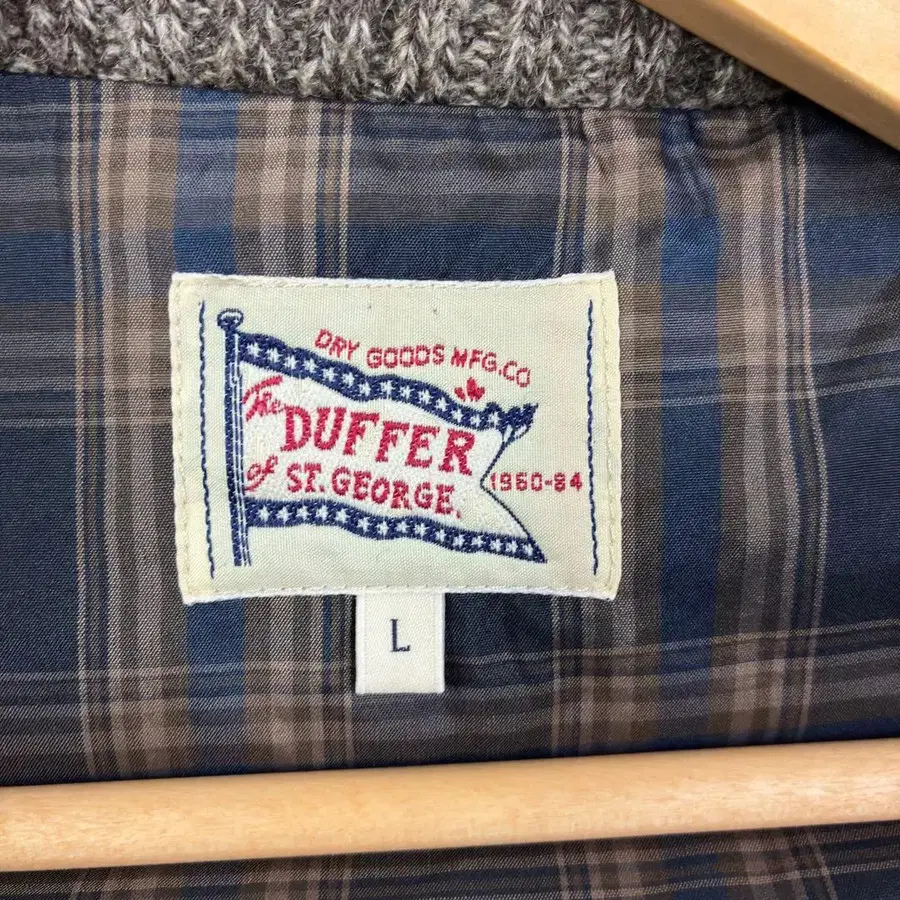 DRY GOODS MFG.CO
The
DUFFER
of ST. GEORGE.
1960-84
L